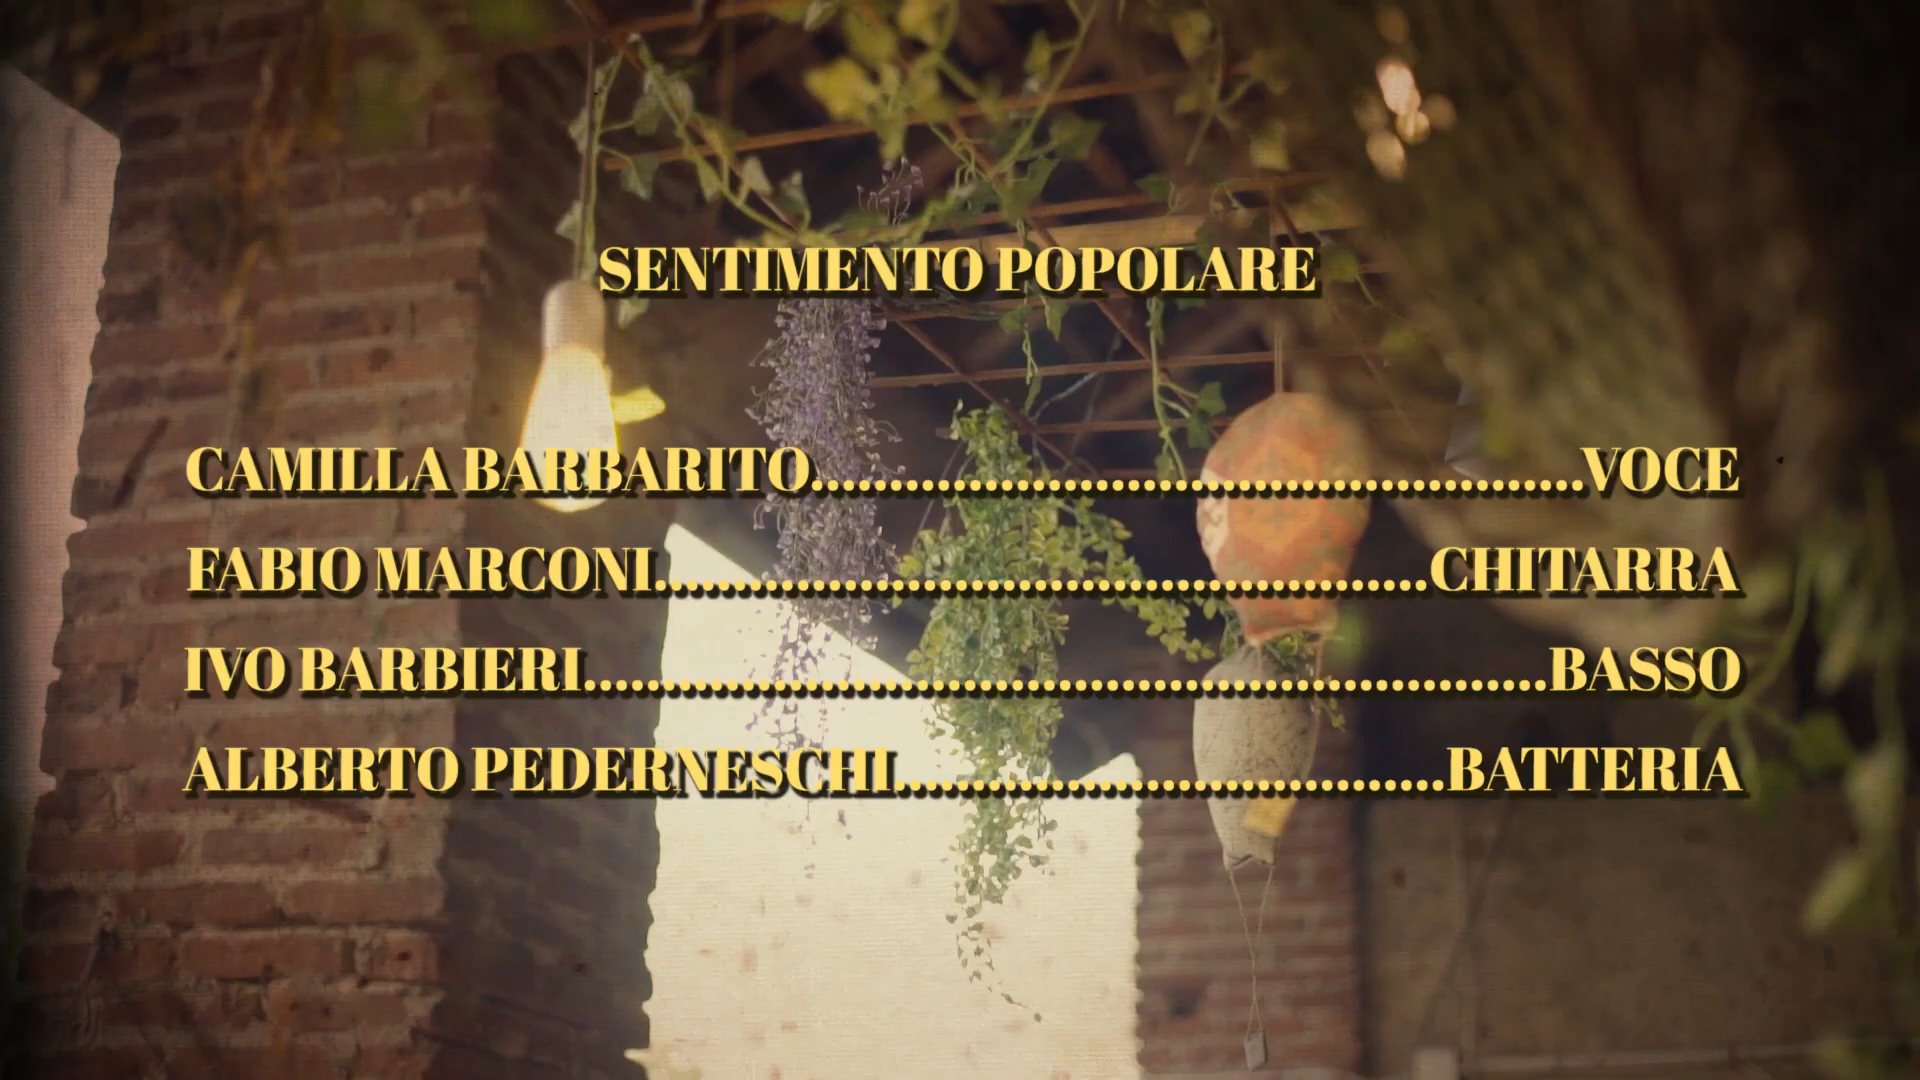 SENTIMENTO POPOLARE
CAMILLA BARBARITO.................................................VOCE
FABIO MARCONI.................................................CHITARRA
IVO BARBIERI.............................................................BASSO
ALBERTO PEDERNESCHI...................................BATTERIA